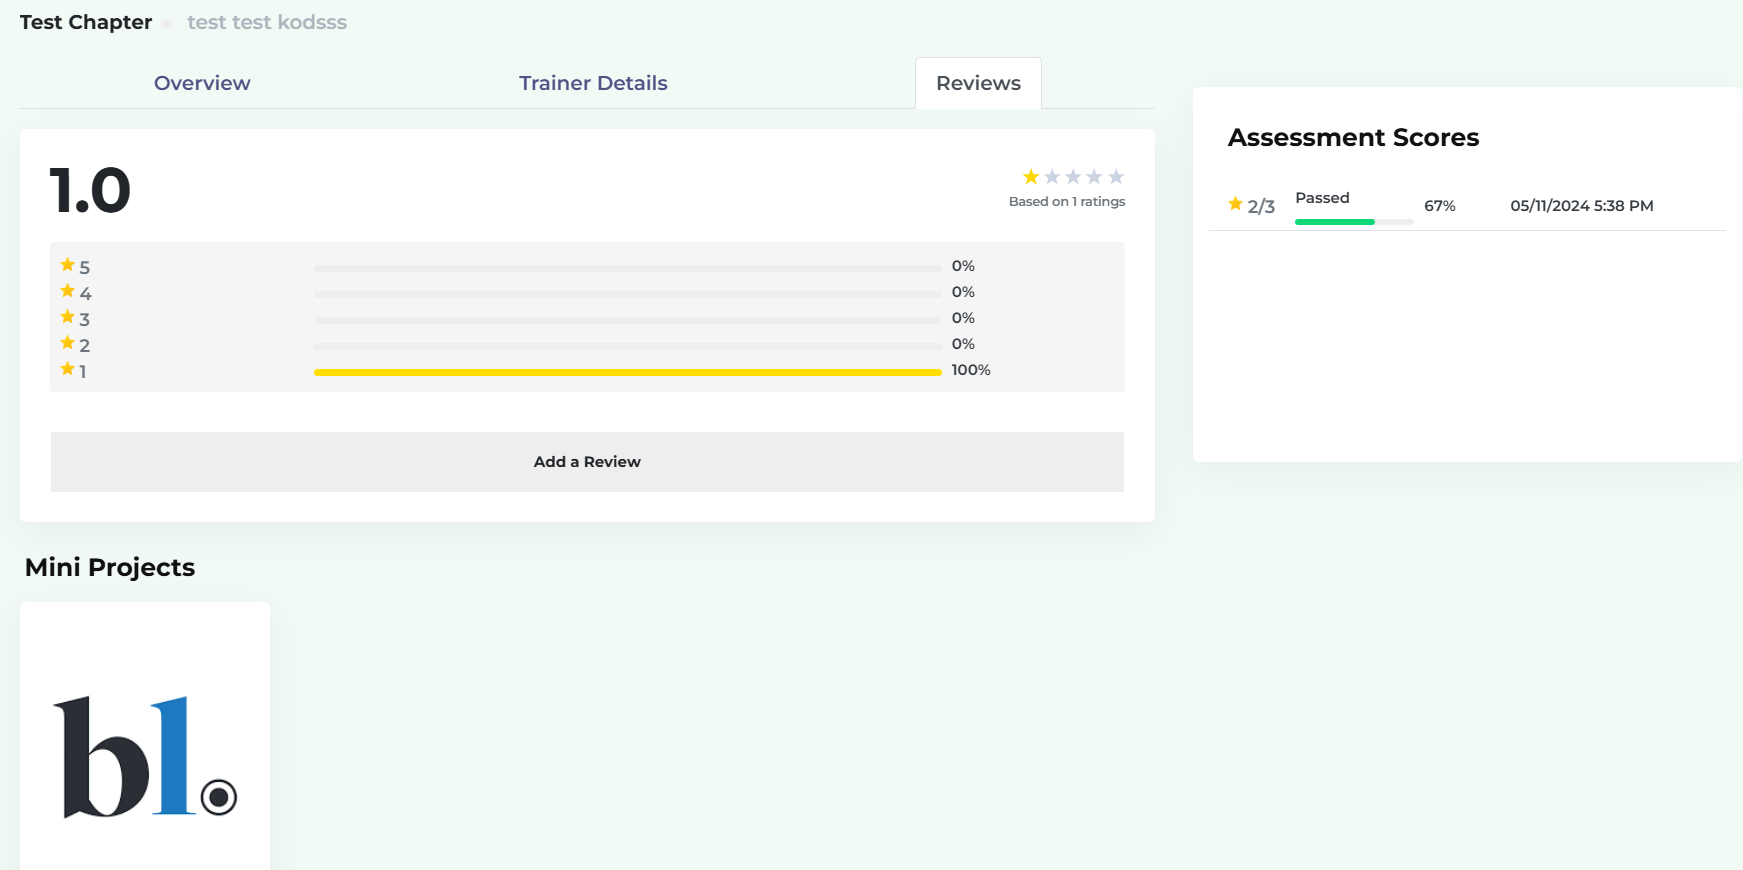 Test Chapter test test kodsss
Overview Trainer Details Reviews
1.0
Based on 1 ratings
5 0%
4 0%
3 0%
2 0%
1 100%
Add a Review
Assessment Scores
2/3 Passed 67% 05/11/2024 5:38 PM
Mini Projects
bl.